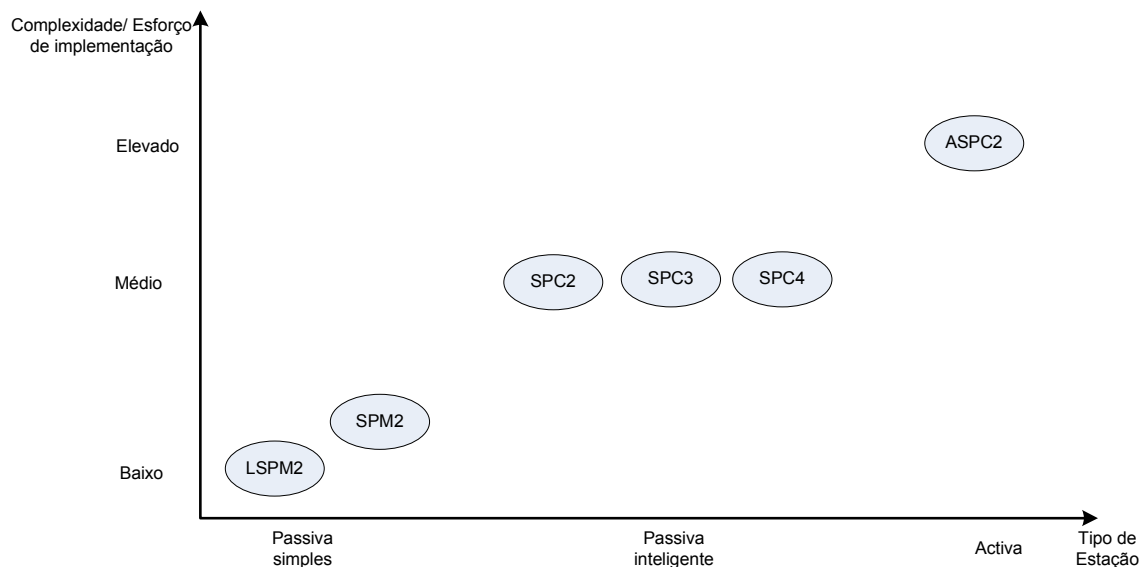 Complexidade/ Esforço
de implementação
Elevado
ASPC2
Médio
SPC2
SPC3
SPC4
SPM2
Baixo
LSPM2
Passiva
simples
Passiva
inteligente
Activa
Tipo de
Estação